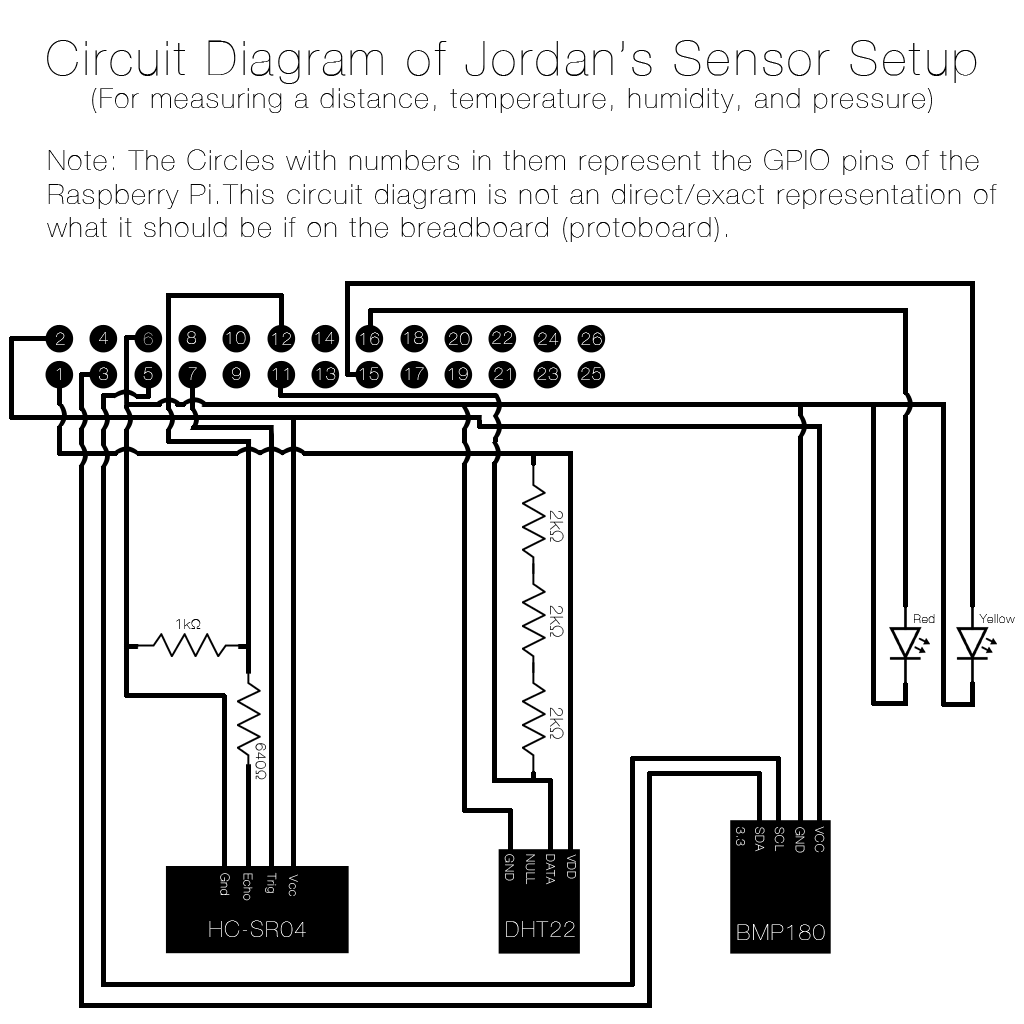 Circuit Diagram of Jordan's Sensor Setup
(For measuring a distance, temperature, humidity, and pressure)
Note: The Circles with numbers in them represent the GPIO pins of the
Raspberry Pi.This circuit diagram is not an direct/exact representation of
what it should be if on the breadboard (protoboard).
2 4 6 8 10 12 14 16 18 20 22 24 26
1 3 5 7 9 11 13 15 17 19 21 23 25
2kΩ
2kΩ
2kΩ
1kΩ
640Ω
Red
Yellow
Gnd Echo Trig Vcc
HC-SR04
GND NULL DATA VDD
DHT22
3.3 SDA SCL GND VCC
BMP180